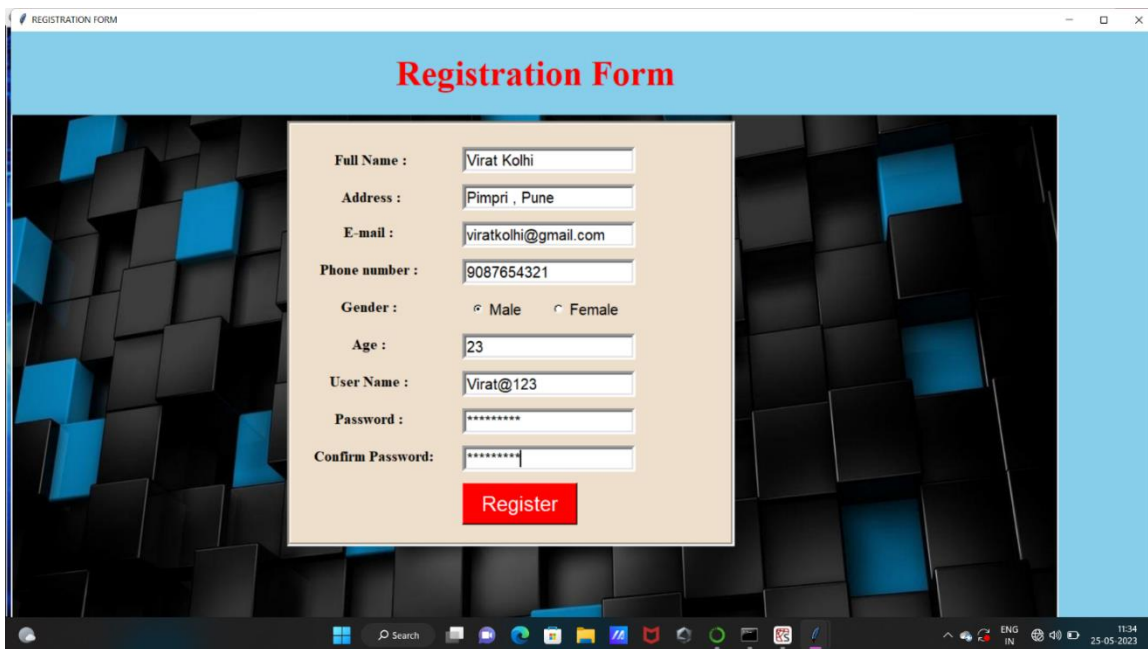 REGISTRATION FORM
Registration Form
Full Name : Virat Kolhi
Address : Pimpri , Pune
E-mail : viratkolhi@gmail.com
Phone number : 9087654321
Gender : Male Female
Age : 23
User Name : Virat@123
Password : *********
Confirm Password: *********
Register
Search
ENG
IN
11:34
25-05-2023